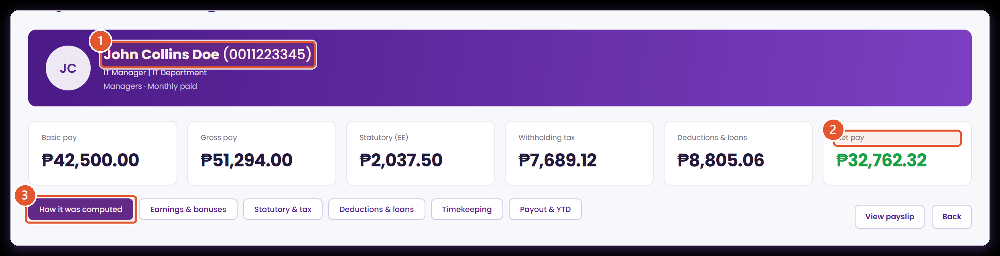 1
John Collins Doe (0011223345)
JC
IT Manager | IT Department
Managers · Monthly paid
2
Basic pay
Gross pay
Statutory (EE)
Withholding tax
Deductions & loans
pay
₱42,500.00
₱51,294.00
₱2,037.50
₱7,689.12
₱8,805.06
₱32,762.32
3
How it was computed
Earnings & bonuses
Statutory & tax
Deductions & loans
Timekeeping
Payout & YTD
View payslip
Back